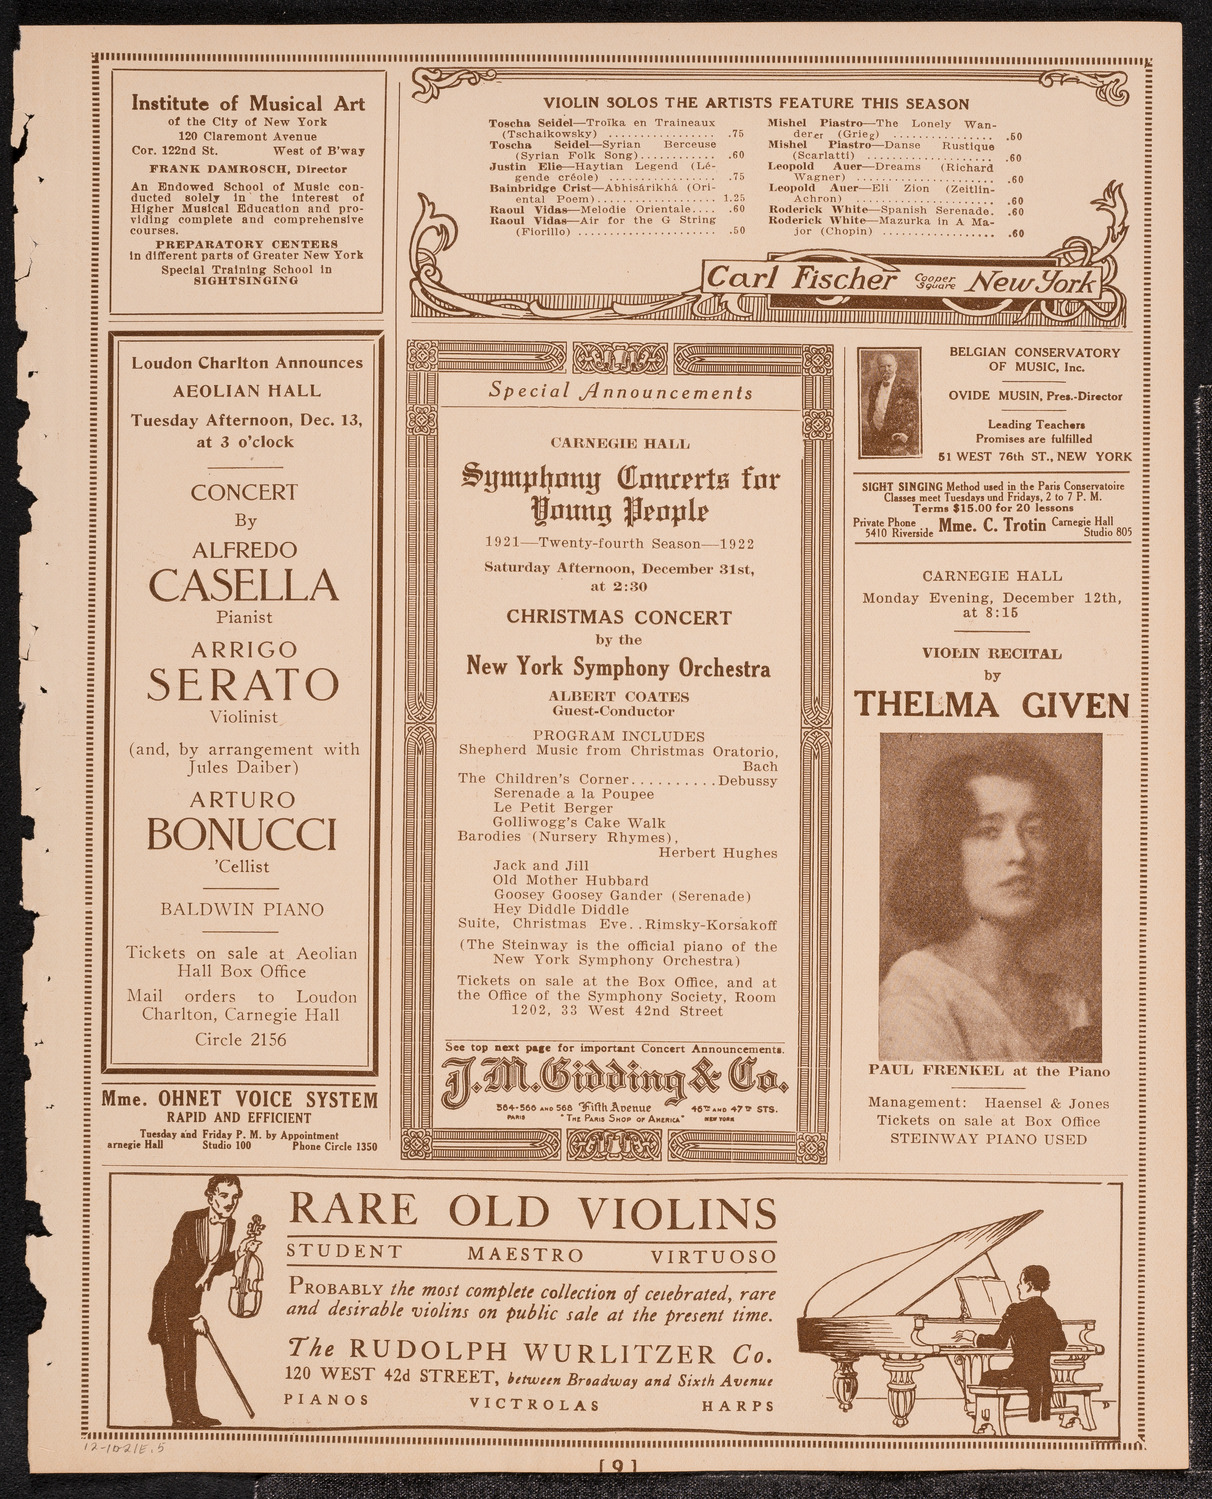 Institute of Musical Art
of the City of New York
120 Claremont Avenue
Cor. 122nd St. West of B'way
FRANK DAMROSCH, Director
An Endowed School of Music con-
ducted solely in the interest of
Higher Musical Education and pro-
viding complete and comprehensive
courses.
PREPARATORY CENTERS
in different parts of Greater New York
Special Training School in
SIGHTSINGING
VIOLIN SOLOS THE ARTISTS FEATURE THIS SEASON
Toscha Seidel—Troïka en Traineaux
(Tschaikowsky) ................ .75
Toscha Seidel—Syrian Berceuse
(Syrian Folk Song)............ .60
Justin Elie—Haytian Legend (Lé-
gende créole) ................. .75
Bainbridge Crist—Abhisárikhá (Ori-
ental Poem).................. 1.25
Raoul Vidas—Melodie Orientale.... .60
Raoul Vidas—Air for the G String
(Fiorillo) ..................... .50
Mishel Piastro—The Lonely Wan-
derer (Grieg) ............... .50
Mishel Piastro—Danse Rustique
(Scarlatti) ..................... .60
Leopold Auer—Dreams (Richard
Wagner) ..................... .60
Leopold Auer—Eli Zion (Zeitlin-
Achron) ..................... .60
Roderick White—Spanish Serenade. .60
Roderick White—Mazurka in A Ma-
jor (Chopin) ................. .60
Carl Fischer Cooper Square New York
Loudon Charlton Announces
AEOLIAN HALL
Tuesday Afternoon, Dec. 13,
at 3 o'clock
CONCERT
By
ALFREDO
CASELLA
Pianist
ARRIGO
SERATO
Violinist
(and, by arrangement with
Jules Daiber)
ARTURO
BONUCCI
'Cellist
BALDWIN PIANO
Tickets on sale at Aeolian
Hall Box Office
Mail orders to Loudon
Charlton, Carnegie Hall
Circle 2156
Mme. OHNET VOICE SYSTEM
RAPID AND EFFICIENT
Tuesday and Friday P. M. by Appointment
arnegie Hall Studio 100 Phone Circle 1350
Special Announcements
CARNEGIE HALL
Symphony Concerts for
Young People
1921—Twenty-fourth Season—1922
Saturday Afternoon, December 31st,
at 2:30
CHRISTMAS CONCERT
by the
New York Symphony Orchestra
ALBERT COATES
Guest-Conductor
PROGRAM INCLUDES
Shepherd Music from Christmas Oratorio,
Bach
The Children's Corner..........Debussy
Serenade a la Poupee
Le Petit Berger
Golliwogg's Cake Walk
Barodies (Nursery Rhymes),
Herbert Hughes
Jack and Jill
Old Mother Hubbard
Goosey Goosey Gander (Serenade)
Hey Diddle Diddle
Suite, Christmas Eve..Rimsky-Korsakoff
(The Steinway is the official piano of the
New York Symphony Orchestra)
Tickets on sale at the Box Office, and at
the Office of the Symphony Society, Room
1202, 33 West 42nd Street
See top next page for important Concert Announcements.
J.M. Gidding & Co.
564-566 AND 568 Fifth Avenue 46TH AND 47TH STS.
PARIS "THE PARIS SHOP OF AMERICA" NEW YORK
BELGIAN CONSERVATORY
OF MUSIC, Inc.
OVIDE MUSIN, Pres.-Director
Leading Teachers
Promises are fulfilled
51 WEST 76th ST., NEW YORK
SIGHT SINGING Method used in the Paris Conservatoire
Classes meet Tuesdays und Fridays, 2 to 7 P. M.
Terms $15.00 for 20 lessons
Private Phone 5410 Riverside Mme. C. Trotin Carnegie Hall Studio 805
CARNEGIE HALL
Monday Evening, December 12th,
at 8:15
VIOLIN RECITAL
by
THELMA GIVEN
PAUL FRENKEL at the Piano
Management: Haensel & Jones
Tickets on sale at Box Office
STEINWAY PIANO USED
RARE OLD VIOLINS
STUDENT MAESTRO VIRTUOSO
PROBABLY the most complete collection of celebrated, rare
and desirable violins on public sale at the present time.
The RUDOLPH WURLITZER Co.
120 WEST 42d STREET, between Broadway and Sixth Avenue
PIANOS VICTROLAS HARPS
12-10-21E.5
[9]